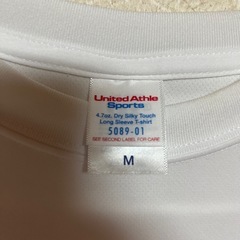 United Athle
Sports
4.7oz. Dry Silky Touch
Long Sleeve T-shirt
5089-01
SEE SECOND LABEL FOR CARE
M